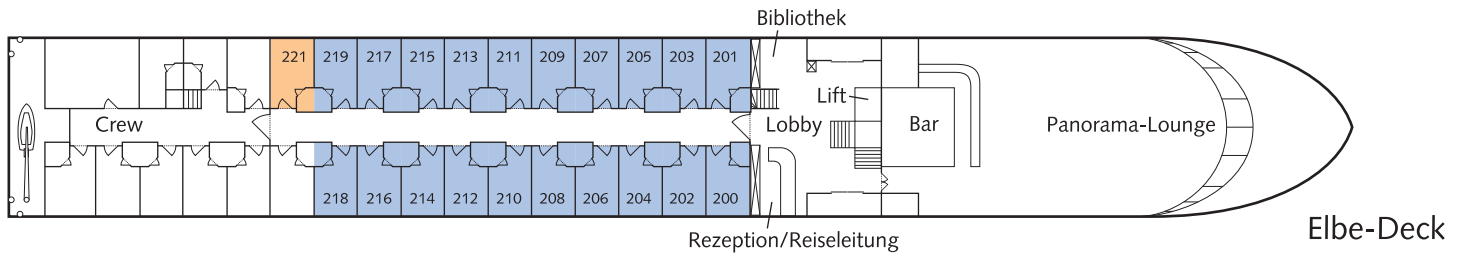 Bibliothek
221 219 217 215 213 211 209 207 205 203 201
Lift
Crew Lobby Bar Panorama-Lounge
218 216 214 212 210 208 206 204 202 200
Rezeption/Reiseleitung
Elbe-Deck